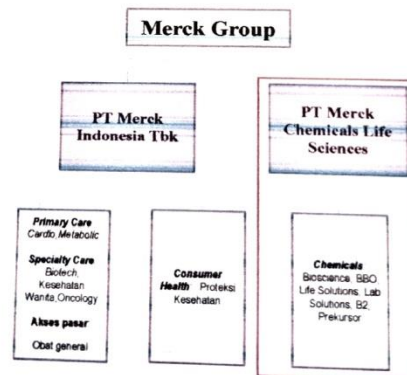 Merck Group
PT Merck
Indonesia Tbk
PT Merck
Chemicals Life
Sciences
Primary Care
Cardio, Metabolic
Specialty Care
Biotech,
Kesehatan
Wanita, Oncology
Akses pasar
Obat general
Consumer
Health Proteksi
Kesehatan
Chemicals
Bioscience, BBO
Life Solutions, Lab
Solutions, B2,
Prekursor